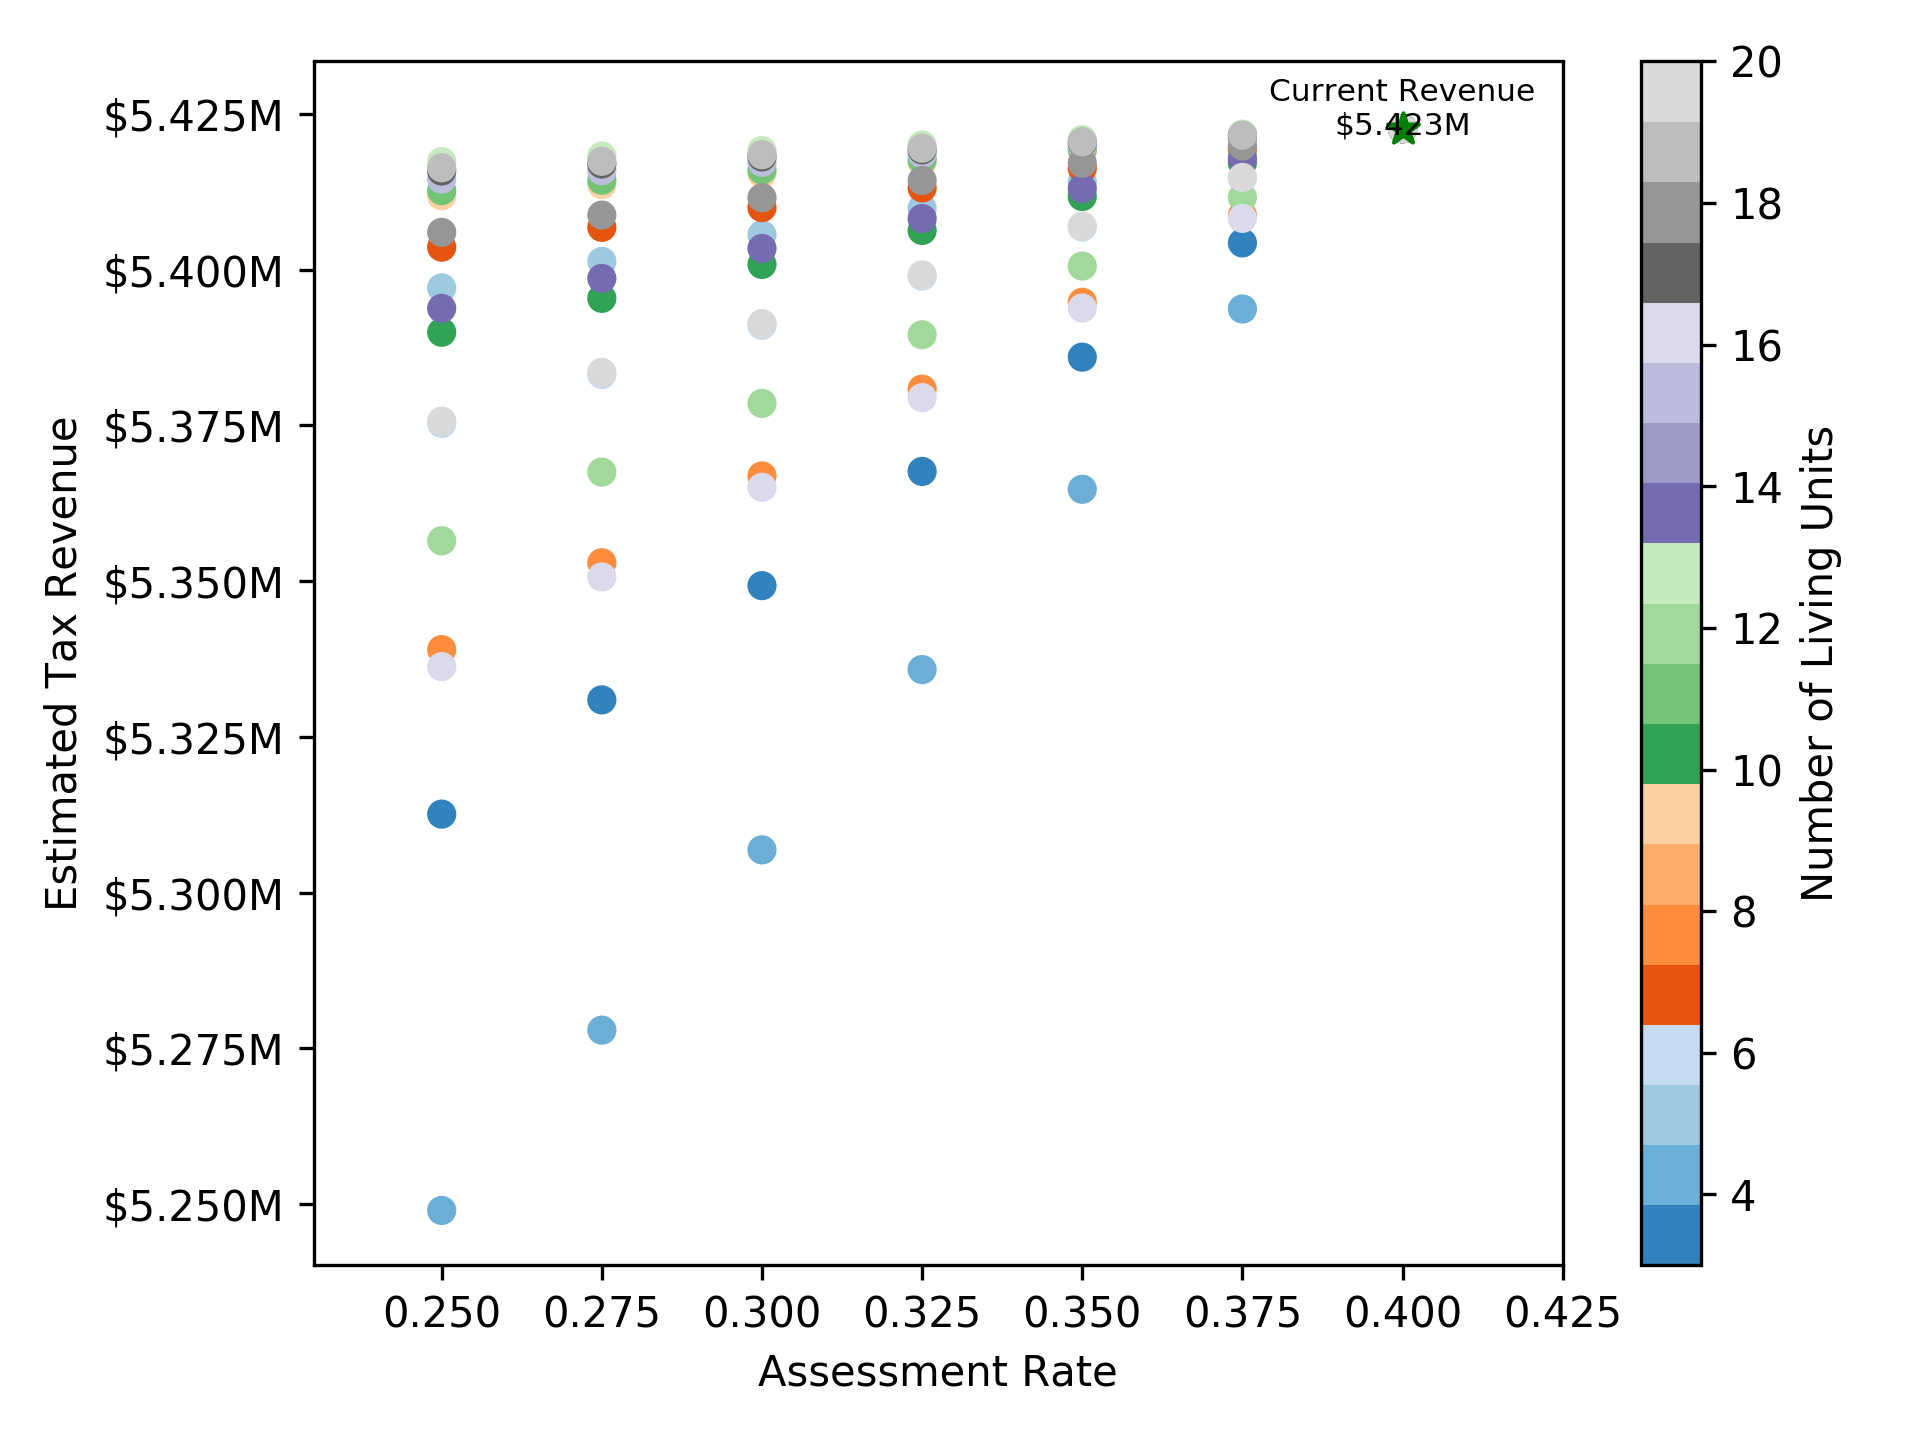 Current Revenue
$5.423M
$5.425M
$5.400M
$5.375M
$5.350M
$5.325M
$5.300M
$5.275M
$5.250M
Estimated Tax Revenue
0.250 0.275 0.300 0.325 0.350 0.375 0.400 0.425
Assessment Rate
20
18
16
14
12
10
8
6
4
Number of Living Units